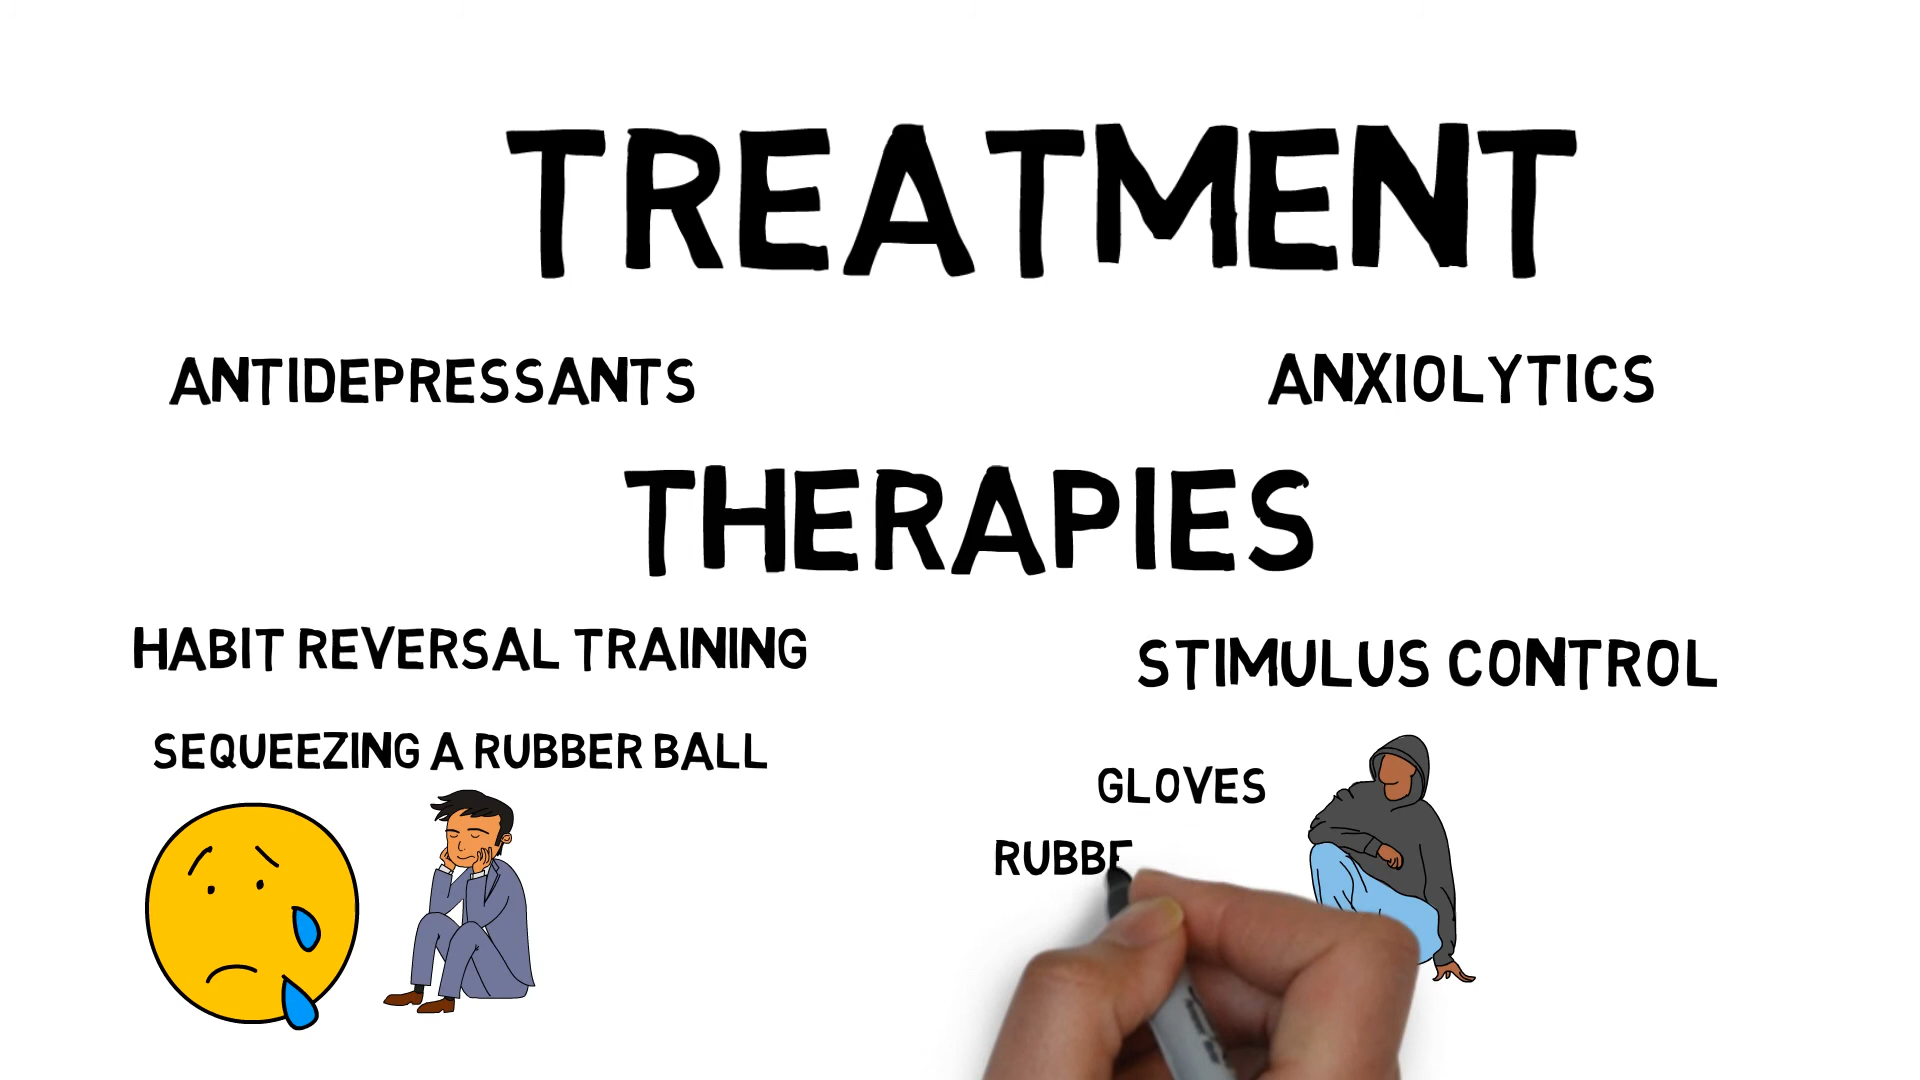 TREATMENT
ANTIDEPRESSANTS
ANXIOLYTICS
THERAPIES
HABIT REVERSAL TRAINING
STIMULUS CONTROL
SEQUEEZING A RUBBER BALL
GLOVES
RUBBE